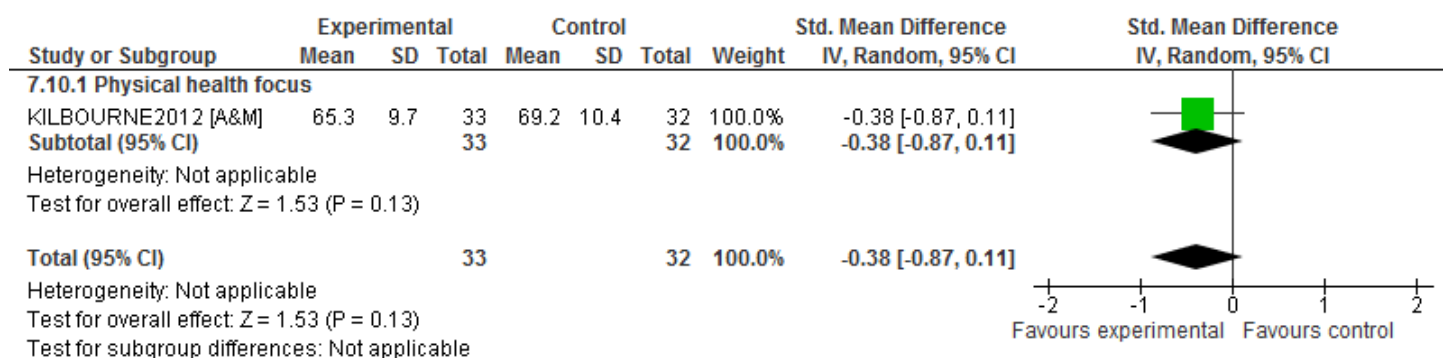 Experimental Control Std. Mean Difference Std. Mean Difference
Study or Subgroup Mean SD Total Mean SD Total Weight IV, Random, 95% CI IV, Random, 95% CI
7.10.1 Physical health focus
KILBOURNE2012 [A&M] 65.3 9.7 33 69.2 10.4 32 100.0% -0.38 [-0.87, 0.11]
Subtotal (95% CI) 33 32 100.0% -0.38 [-0.87, 0.11]
Heterogeneity: Not applicable
Test for overall effect: Z = 1.53 (P = 0.13)
Total (95% CI) 33 32 100.0% -0.38 [-0.87, 0.11]
Heterogeneity: Not applicable
Test for overall effect: Z = 1.53 (P = 0.13)
Test for subgroup differences: Not applicable
-2 -1 0 1 2
Favours experimental Favours control